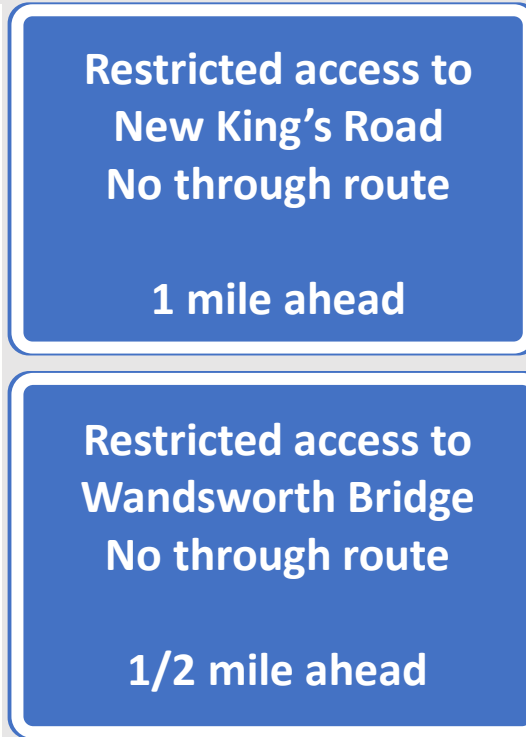 Restricted access to
New King’s Road
No through route
1 mile ahead
Restricted access to
Wandsworth Bridge
No through route
1/2 mile ahead